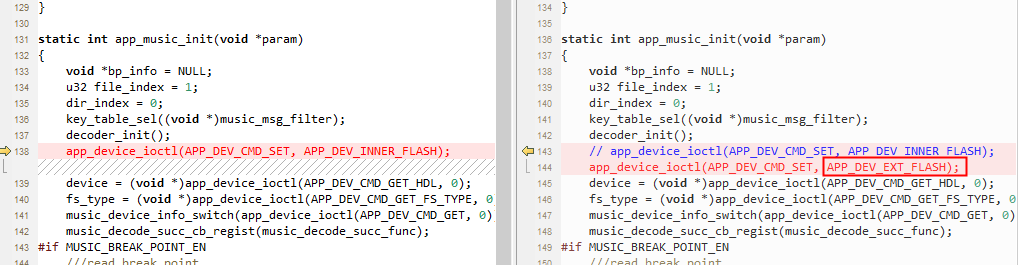 129 }
130
131 static int app_music_init(void *param)
132 {
133 void *bp_info = NULL;
134 u32 file_index = 1;
135 dir_index = 0;
136 key_table_sel((void *)music_msg_filter);
137 decoder_init();
138 app_device_ioctl(APP_DEV_CMD_SET, APP_DEV_INNER_FLASH);
139 device = (void *)app_device_ioctl(APP_DEV_CMD_GET_HDL, 0);
140 fs_type = (void *)app_device_ioctl(APP_DEV_CMD_GET_FS_TYPE, 0
141 music_device_info_switch(app_device_ioctl(APP_DEV_CMD_GET, 0)
142 music_decode_succ_cb_regist(music_decode_succ_func);
143 #if MUSIC_BREAK_POINT_EN
144 ///read break point
134 }
135
136 static int app_music_init(void *param)
137 {
138 void *bp_info = NULL;
139 u32 file_index = 1;
140 dir_index = 0;
141 key_table_sel((void *)music_msg_filter);
142 decoder_init();
143 // app_device_ioctl(APP_DEV_CMD_SET, APP_DEV_INNER_FLASH);
144 app_device_ioctl(APP_DEV_CMD_SET, APP_DEV_EXT_FLASH);
145 device = (void *)app_device_ioctl(APP_DEV_CMD_GET_HDL, 0);
146 fs_type = (void *)app_device_ioctl(APP_DEV_CMD_GET_FS_TYPE, 0
147 music_device_info_switch(app_device_ioctl(APP_DEV_CMD_GET, 0)
148 music_decode_succ_cb_regist(music_decode_succ_func);
149 #if MUSIC_BREAK_POINT_EN
150 ///read break point